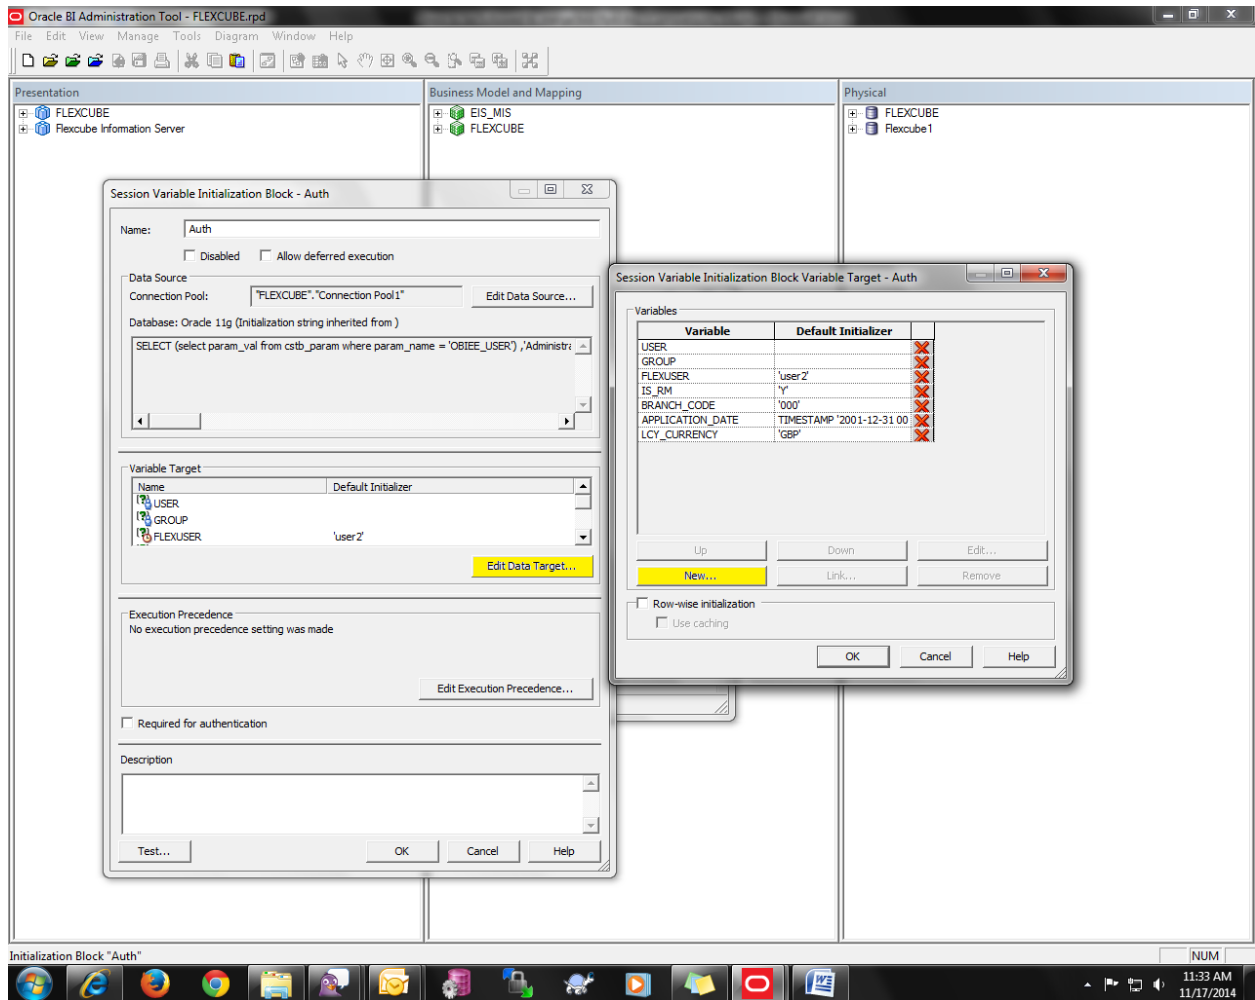 Oracle BI Administration Tool - FLEXCUBE.rpd
File Edit View Manage Tools Diagram Window Help
Presentation
FLEXCUBE
Flexcube Information Server
Business Model and Mapping
EIS_MIS
FLEXCUBE
Physical
FLEXCUBE
Flexcube1
Session Variable Initialization Block - Auth
Name: Auth
Disabled Allow deferred execution
Data Source
Connection Pool: "FLEXCUBE"."Connection Pool1" Edit Data Source...
Database: Oracle 11g (Initialization string inherited from )
SELECT (select param_val from cstb_param where param_name = 'OBIEE_USER') ,'Administra
Variable Target
Name Default Initializer
USER
GROUP
FLEXUSER 'user2'
Edit Data Target...
Execution Precedence
No execution precedence setting was made
Edit Execution Precedence...
Required for authentication
Description
Test... OK Cancel Help
Session Variable Initialization Block Variable Target - Auth
Variables
Variable Default Initializer
USER
GROUP
FLEXUSER 'user2'
IS_RM 'Y'
BRANCH_CODE '000'
APPLICATION_DATE TIMESTAMP '2001-12-31 00
LCY_CURRENCY 'GBP'
Up Down Edit...
New... Link... Remove
Row-wise initialization
Use caching
OK Cancel Help
Initialization Block "Auth"
NUM
11:33 AM
11/17/2014